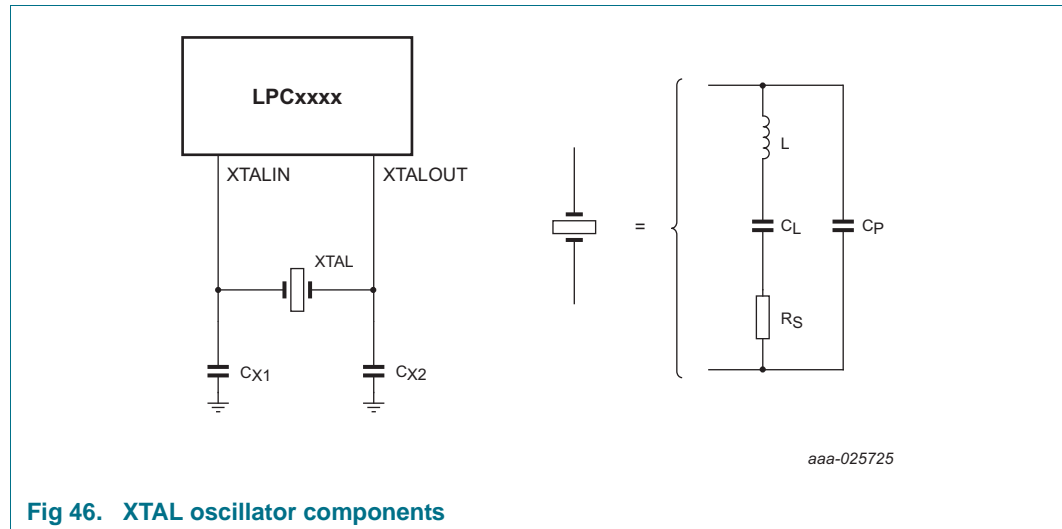 LPCxxxx
XTALIN
XTALOUT
XTAL
CX1
CX2
=
L
CL
CP
RS
aaa-025725
Fig 46. XTAL oscillator components